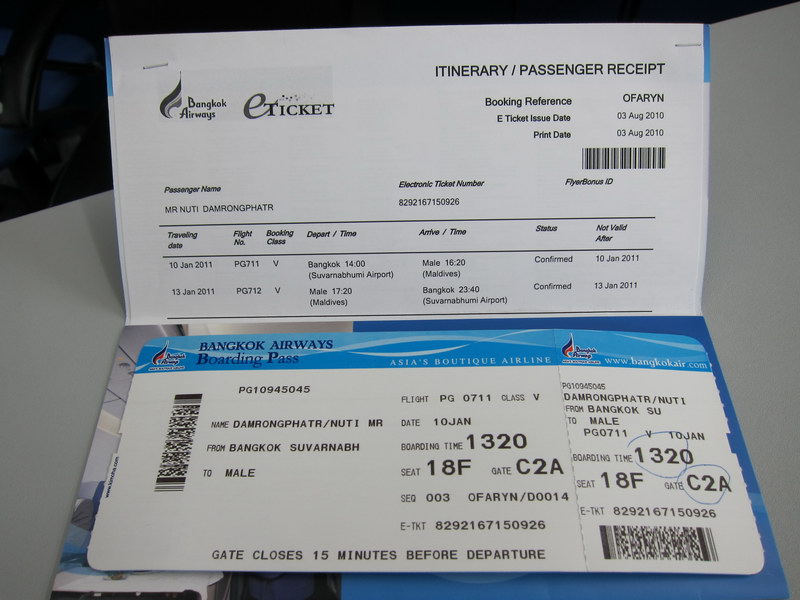 ITINERARY / PASSENGER RECEIPT
Bangkok Airways
eTICKET
Booking Reference OFARYN
E Ticket Issue Date 03 Aug 2010
Print Date 03 Aug 2010
Passenger Name Electronic Ticket Number FlyerBonus ID
MR NUTI DAMRONGPHATR 8292167150926
Traveling date Flight No. Booking Class Depart / Time Arrive / Time Status Not Valid After
10 Jan 2011 PG711 V Bangkok 14:00 Male 16:20 Confirmed 10 Jan 2011
(Suvarnabhumi Airport) (Maldives)
13 Jan 2011 PG712 V Male 17:20 Bangkok 23:40 Confirmed 13 Jan 2011
(Maldives) (Suvarnabhumi Airport)
BANGKOK AIRWAYS
Boarding Pass
ASIA'S BOUTIQUE AIRLINE
PG10945045
NAME DAMRONGPHATR/NUTI MR
FROM BANGKOK SUVARNABH
TO MALE
FLIGHT PG 0711 CLASS V
DATE 10JAN
BOARDING TIME 1320
SEAT 18F GATE C2A
SEQ 003 OFARYN/D0014
E-TKT 8292167150926
GATE CLOSES 15 MINUTES BEFORE DEPARTURE
www.bangkokair.com
PG10945045
DAMRONGPHATR/NUTI
FROM BANGKOK SU
TO MALE
PG0711 V 10JAN
BOARDING TIME 1320
SEAT 18F GATE C2A
E-TKT 8292167150926